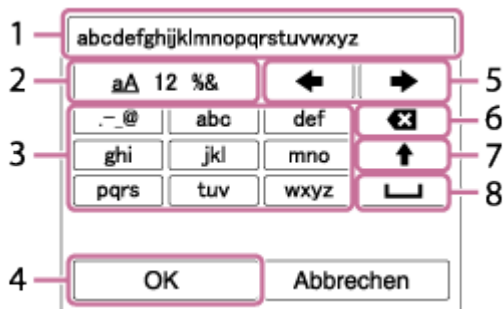 1 abcdefghijklmnopqrstuvwxyz
2 aA 12 %& 5
.-_@ abc def 6
3 ghi jkl mno 7
pqrs tuv wxyz 8
4 OK Abbrechen